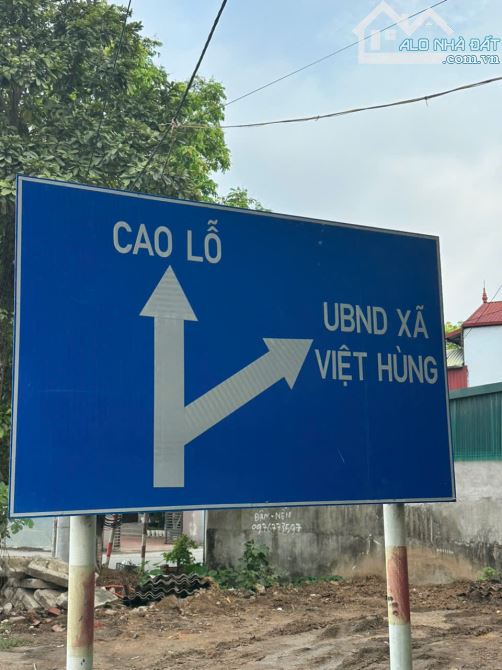 ALO NHÀ ĐẤT
.com.vn
CAO LỖ
UBND XÃ
VIỆT HÙNG